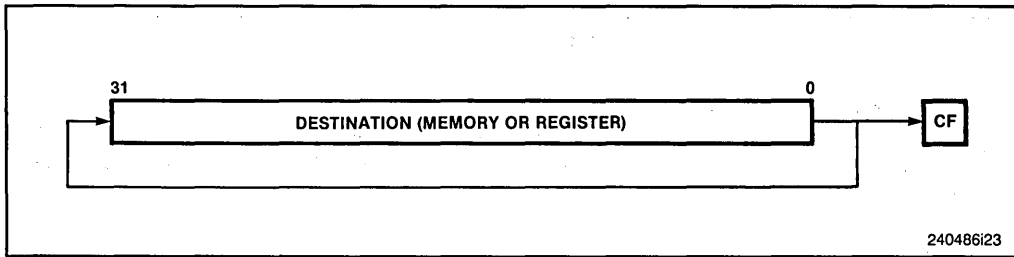 31 0
DESTINATION (MEMORY OR REGISTER) CF
240486i23